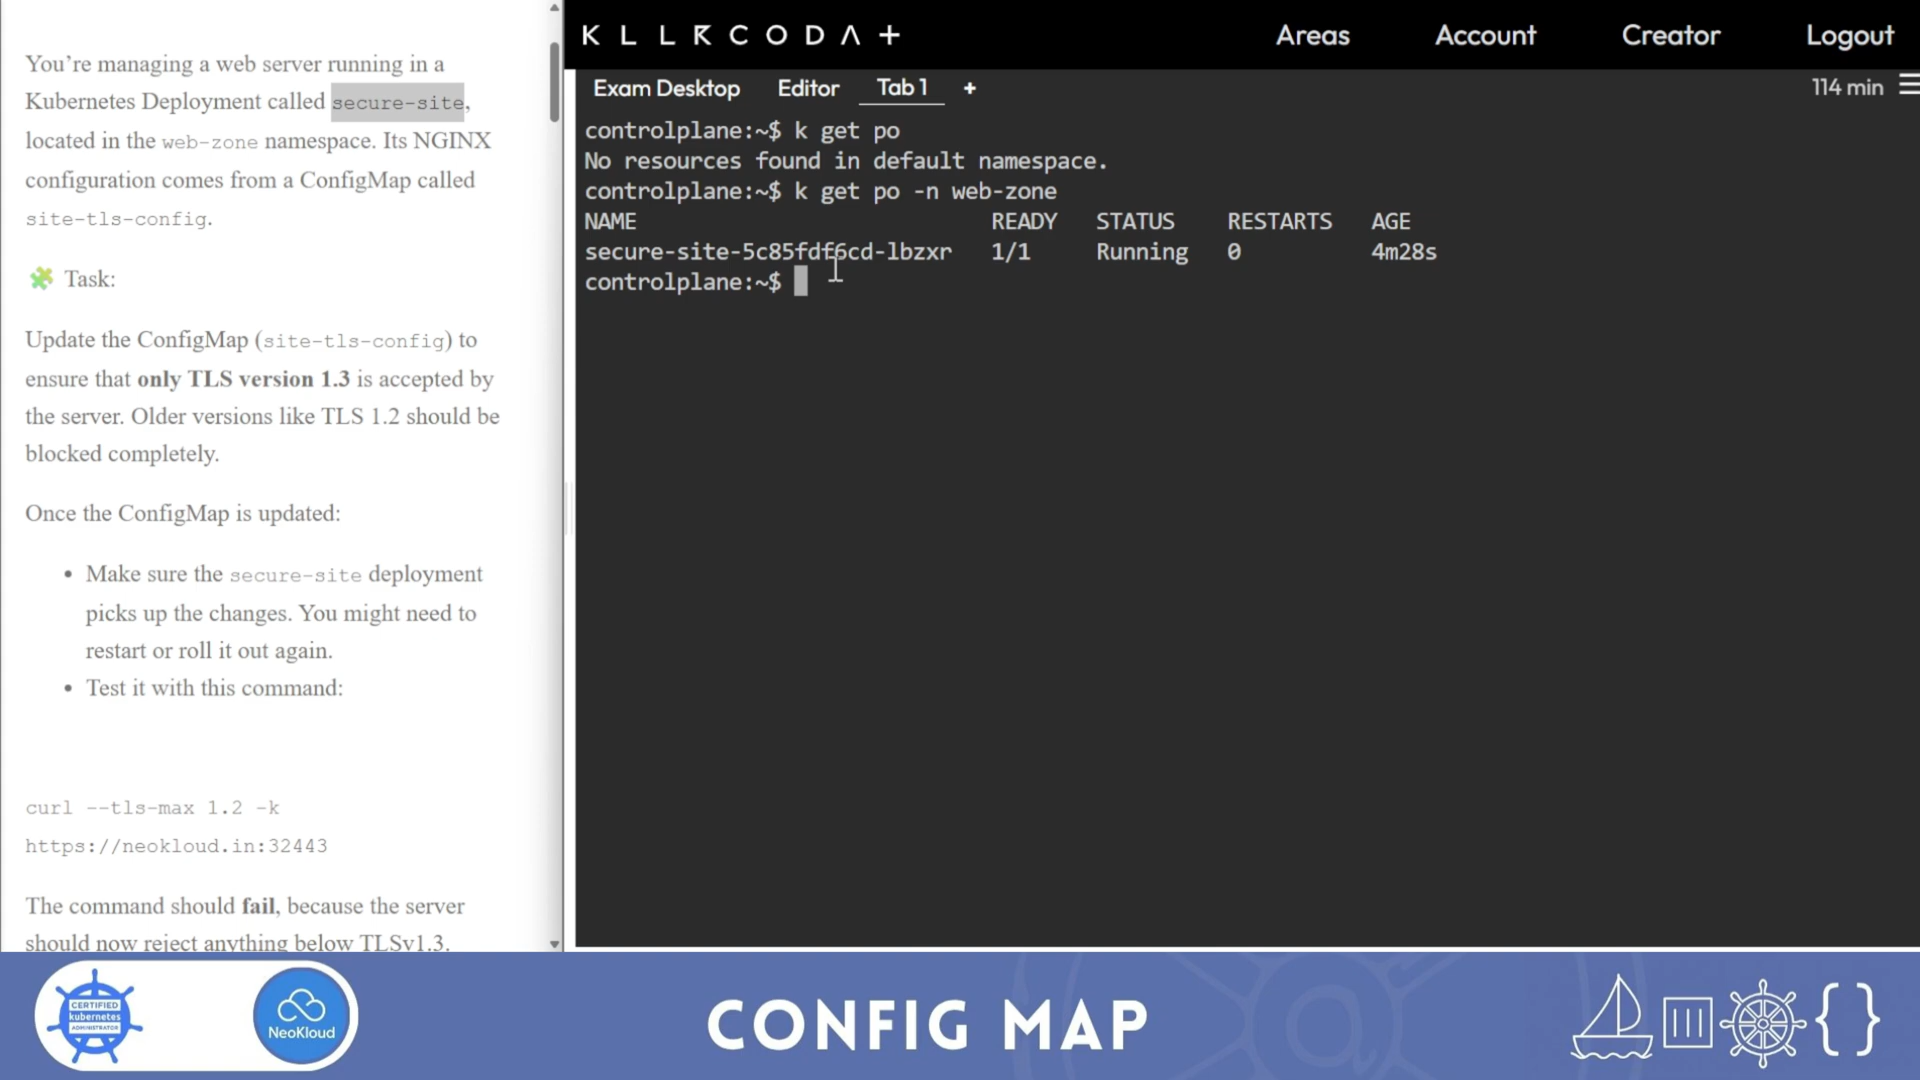 You're managing a web server running in a
Kubernetes Deployment called secure-site,
located in the web-zone namespace. Its NGINX
configuration comes from a ConfigMap called
site-tls-config.
Task:
Update the ConfigMap (site-tls-config) to
ensure that only TLS version 1.3 is accepted by
the server. Older versions like TLS 1.2 should be
blocked completely.
Once the ConfigMap is updated:
• Make sure the secure-site deployment
picks up the changes. You might need to
restart or roll it out again.
• Test it with this command:
curl --tls-max 1.2 -k
https://neokloud.in:32443
The command should fail, because the server
should now reject anything below TLSv1.3.
KLLRCODA+
Areas Account Creator Logout
Exam Desktop Editor Tab 1 + 114 min
controlplane:~$ k get po
No resources found in default namespace.
controlplane:~$ k get po -n web-zone
NAME READY STATUS RESTARTS AGE
secure-site-5c85fdf6cd-lbzxr 1/1 Running 0 4m28s
controlplane:~$
CERTIFIED
kubernetes
ADMINISTRATOR
NeoKloud
CONFIG MAP